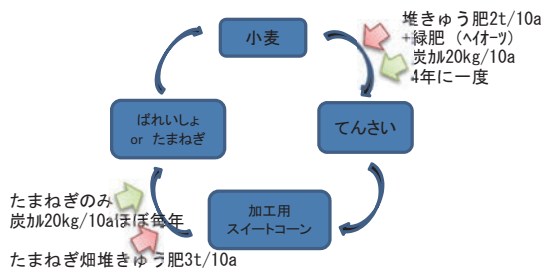 小麦
堆きゅう肥2t/10a
+緑肥（ﾍｲｵｰﾂ）
炭ｶﾙ20kg/10a
4年に一度
てんさい
加工用
スイートコーン
ばれいしょ
or たまねぎ
たまねぎのみ
炭ｶﾙ20kg/10aほぼ毎年
たまねぎ畑堆きゅう肥3t/10a